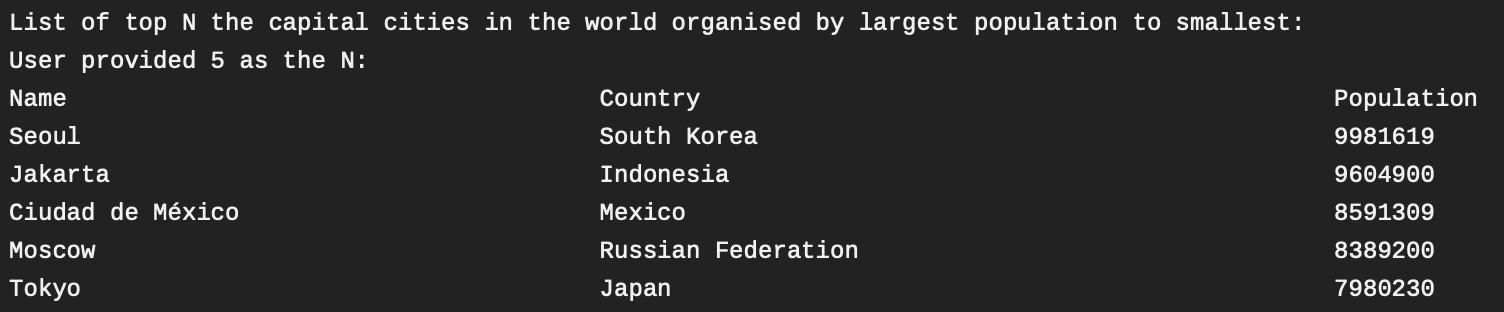 List of top N the capital cities in the world organised by largest population to smallest:
User provided 5 as the N:
Name Country Population
Seoul South Korea 9981619
Jakarta Indonesia 9604900
Ciudad de México Mexico 8591309
Moscow Russian Federation 8389200
Tokyo Japan 7980230